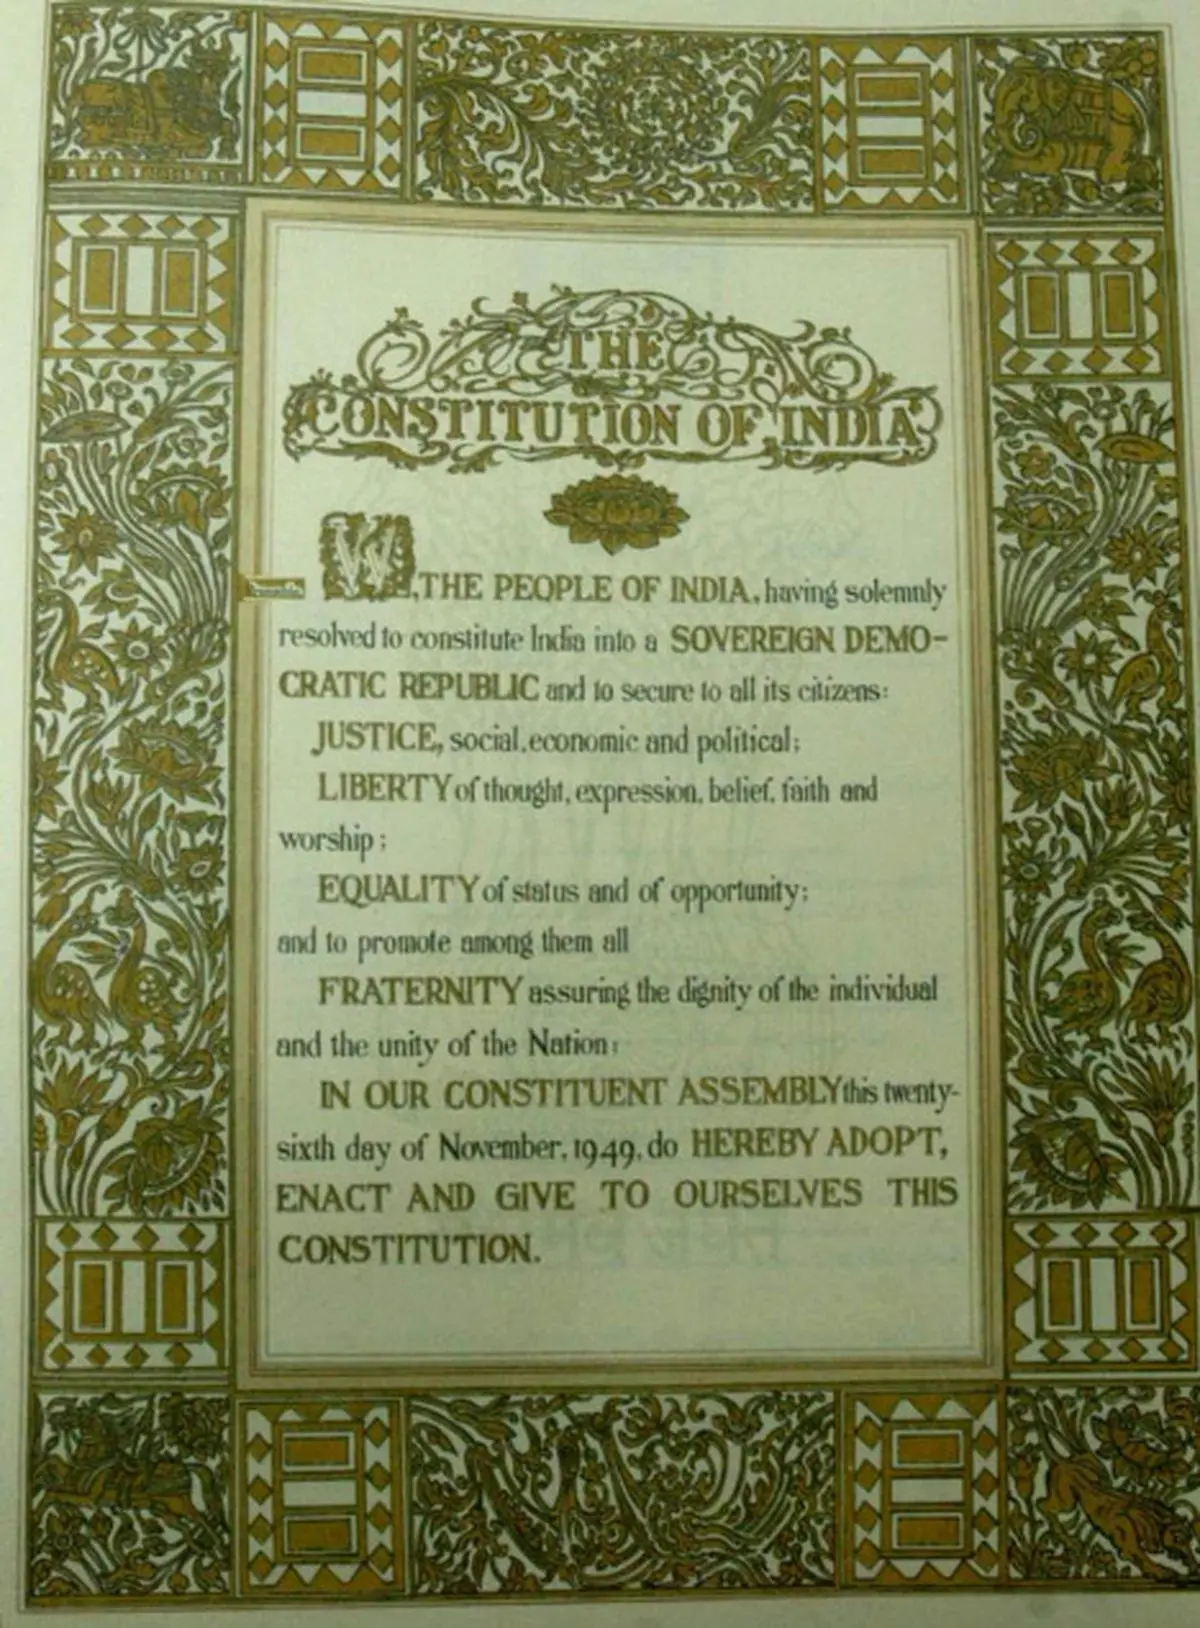 THE
CONSTITUTION OF INDIA
WE, THE PEOPLE OF INDIA, having solemnly
resolved to constitute India into a SOVEREIGN DEMO-
CRATIC REPUBLIC and to secure to all its citizens:
JUSTICE, social, economic and political;
LIBERTY of thought, expression, belief, faith and
worship;
EQUALITY of status and of opportunity;
and to promote among them all
FRATERNITY assuring the dignity of the individual
and the unity of the Nation;
IN OUR CONSTITUENT ASSEMBLY this twenty-
sixth day of November, 1949, do HEREBY ADOPT,
ENACT AND GIVE TO OURSELVES THIS
CONSTITUTION.